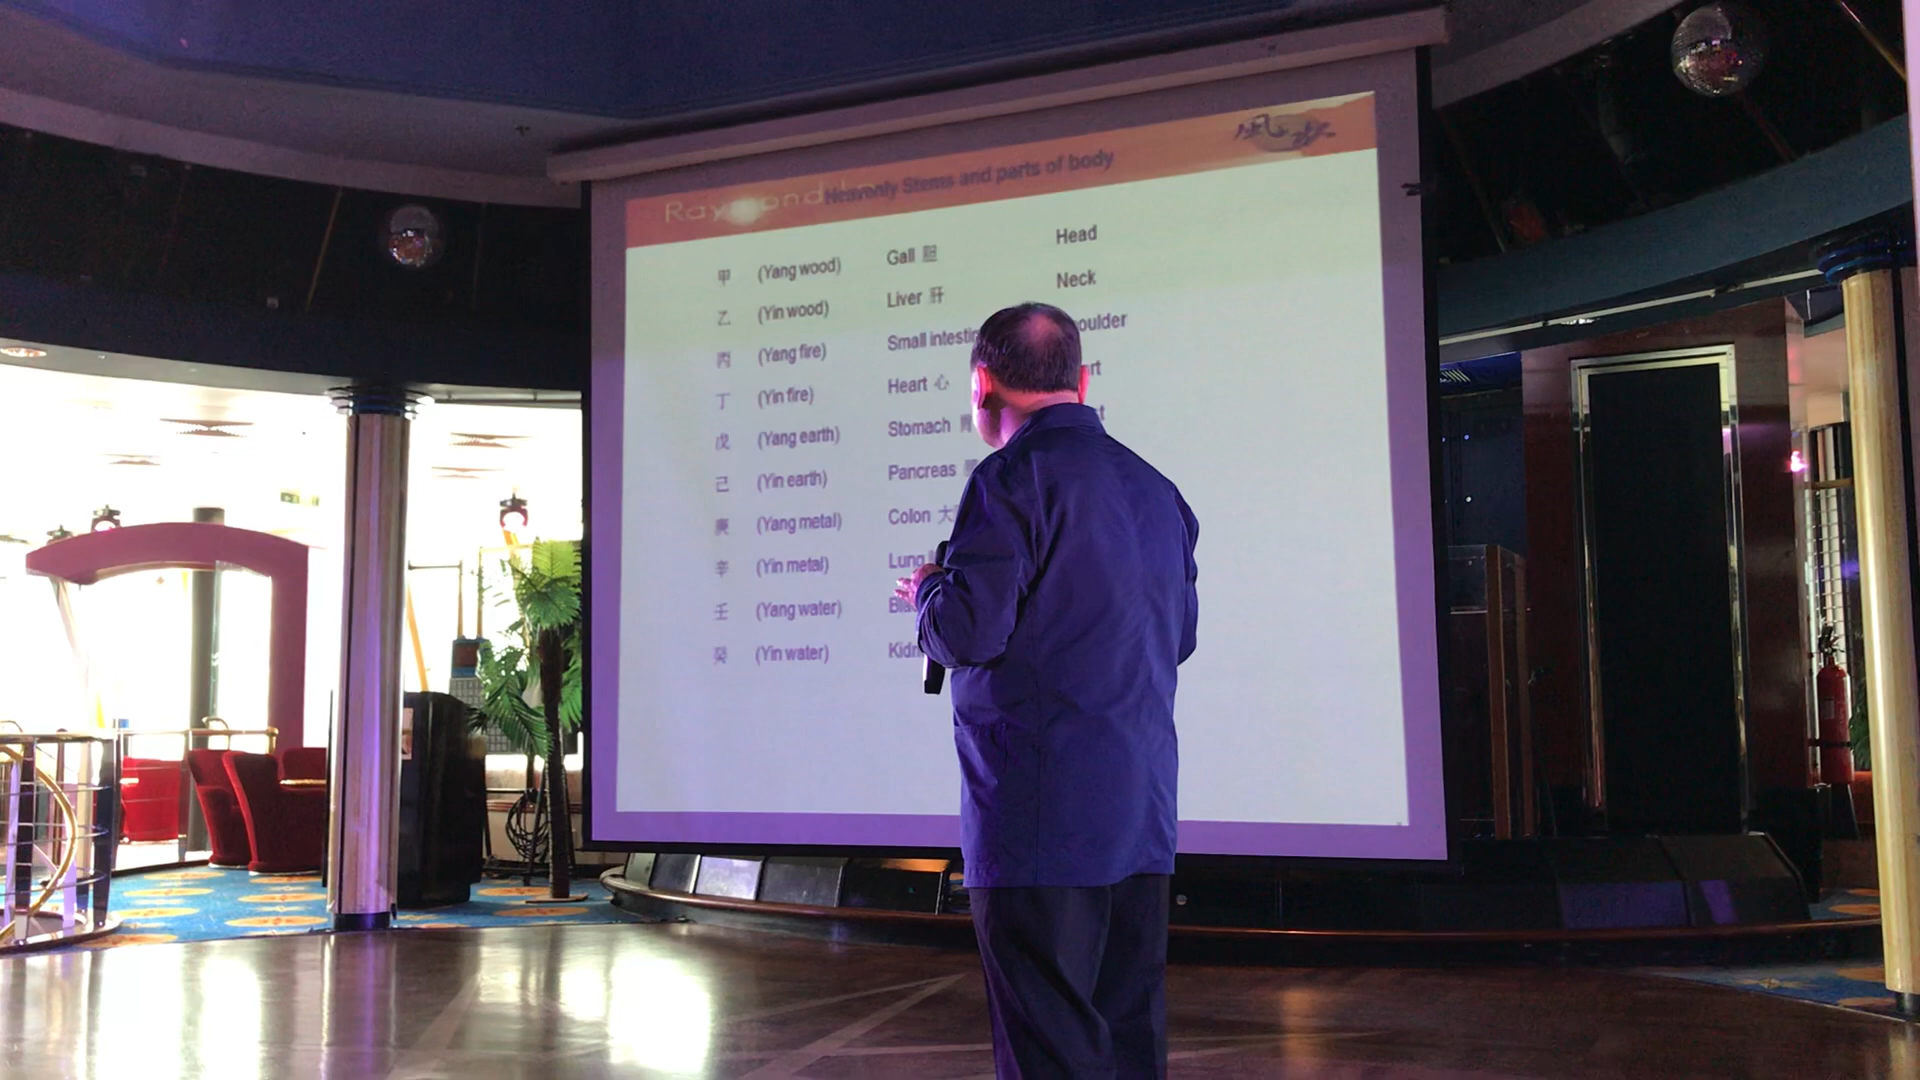 Heavenly Stems and parts of body
甲 (Yang wood) Gall 胆 Head
乙 (Yin wood) Liver 肝 Neck
丙 (Yang fire) Small
丁 (Yin fire) Heart 心
戊 (Yang earth) Stomach 胃
己 (Yin earth) Pancreas
庚 (Yang metal) Colon 大
辛 (Yin metal) Lung
壬 (Yang water)
癸 (Yin water)